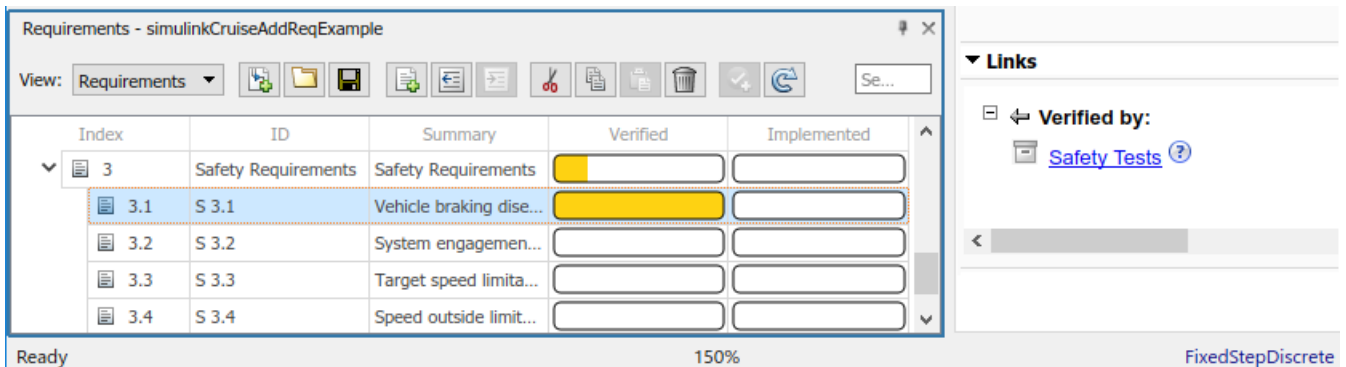 Requirements - simulinkCruiseAddReqExample
View: Requirements Se...
Index ID Summary Verified Implemented
3 Safety Requirements Safety Requirements
3.1 S 3.1 Vehicle braking dise...
3.2 S 3.2 System engagemen...
3.3 S 3.3 Target speed limita...
3.4 S 3.4 Speed outside limit...
Links
Verified by:
Safety Tests ?
Ready 150% FixedStepDiscrete